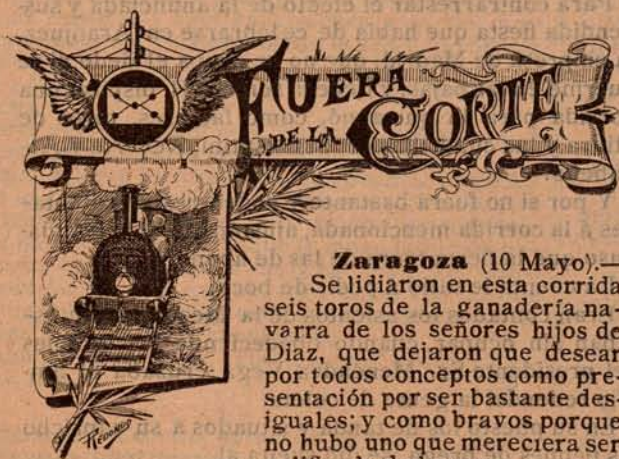 FUERA
DE LA CORTE
Zaragoza (10 Mayo).—
Se lidiaron en esta corrida
seis toros de la ganadería na-
varra de los señores hijos de
Diaz, que dejaron que desear
por todos conceptos como pre-
sentación por ser bastante des-
iguales; y como bravos porque
no hubo uno que mereciera ser
REDONDO